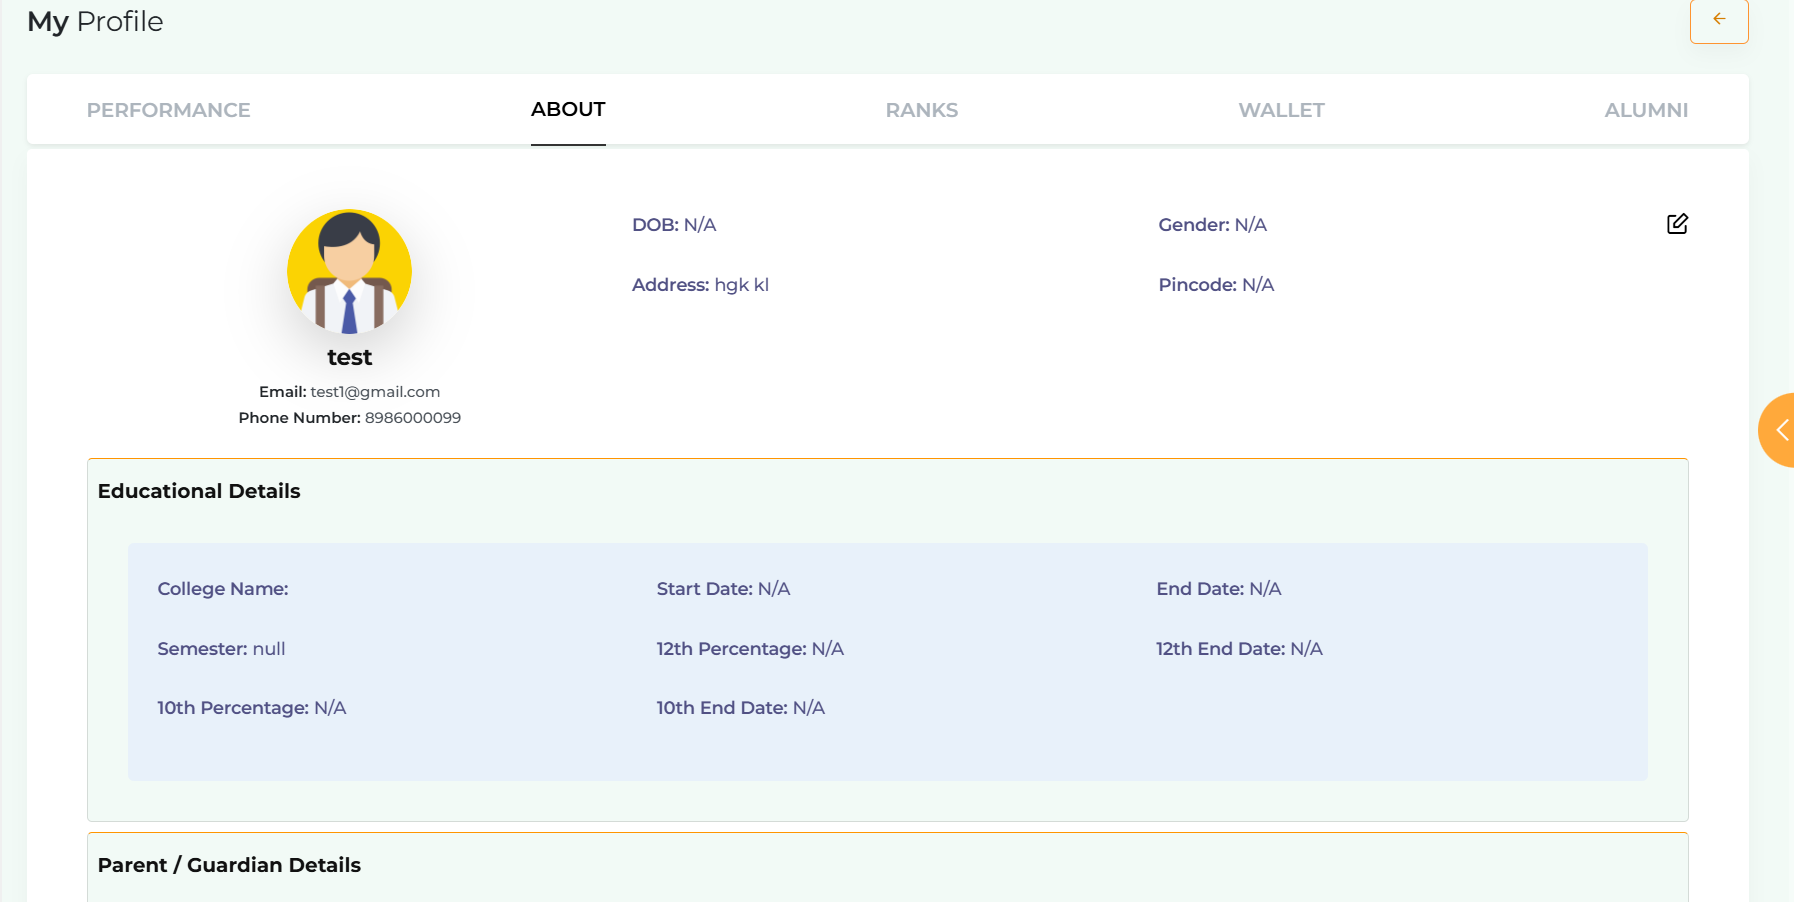 My Profile
PERFORMANCE ABOUT RANKS WALLET ALUMNI
DOB: N/A Gender: N/A
Address: hgk kl Pincode: N/A
test
Email: test1@gmail.com
Phone Number: 8986000099
Educational Details
College Name: Start Date: N/A End Date: N/A
Semester: null 12th Percentage: N/A 12th End Date: N/A
10th Percentage: N/A 10th End Date: N/A
Parent / Guardian Details